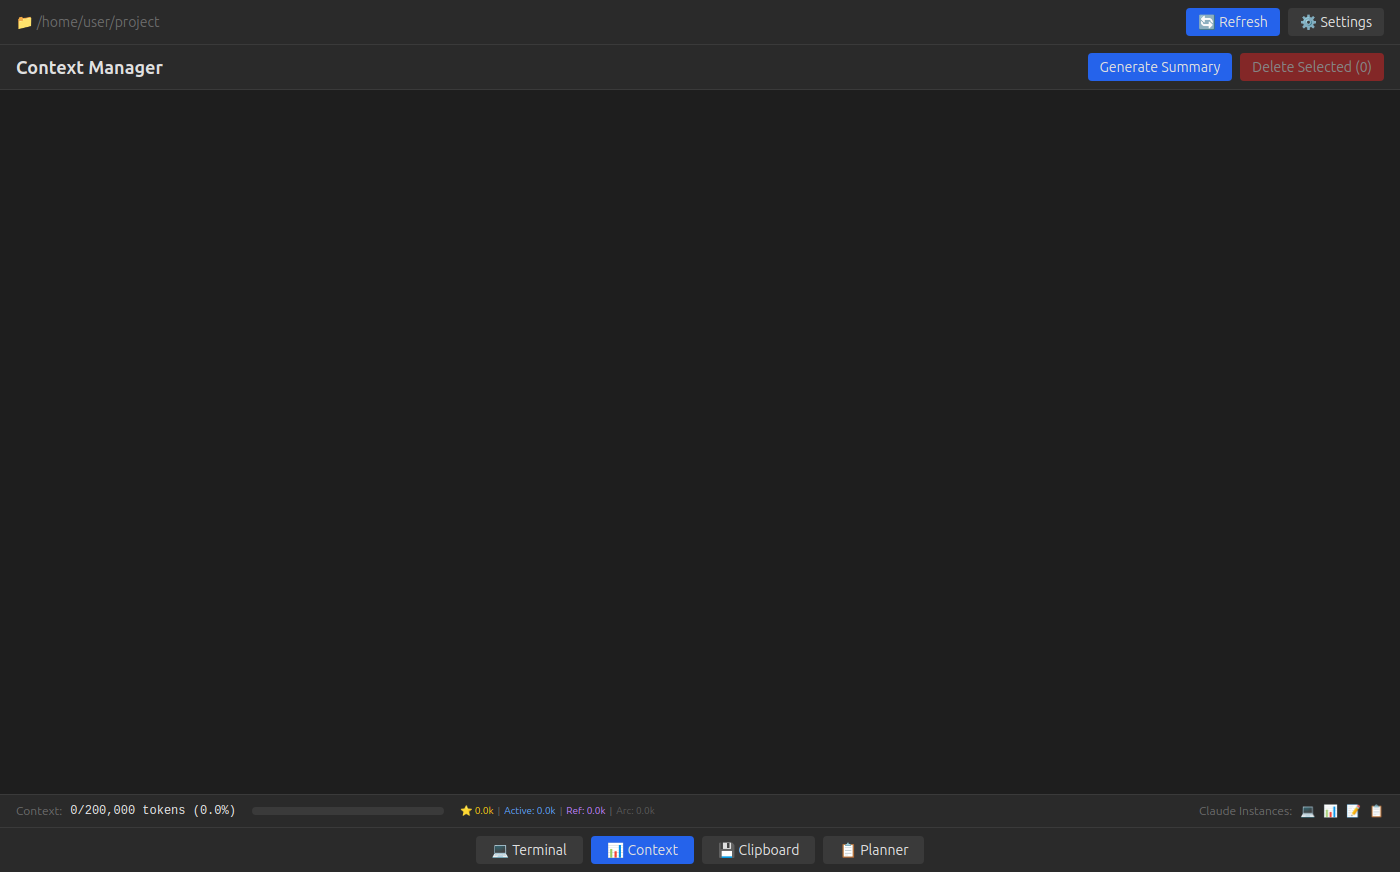 /home/user/project
Refresh
Settings
Context Manager
Generate Summary
Delete Selected (0)
Context: 0/200,000 tokens (0.0%)
0.0k | Active: 0.0k | Ref: 0.0k | Arc: 0.0k
Claude Instances:
Terminal
Context
Clipboard
Planner